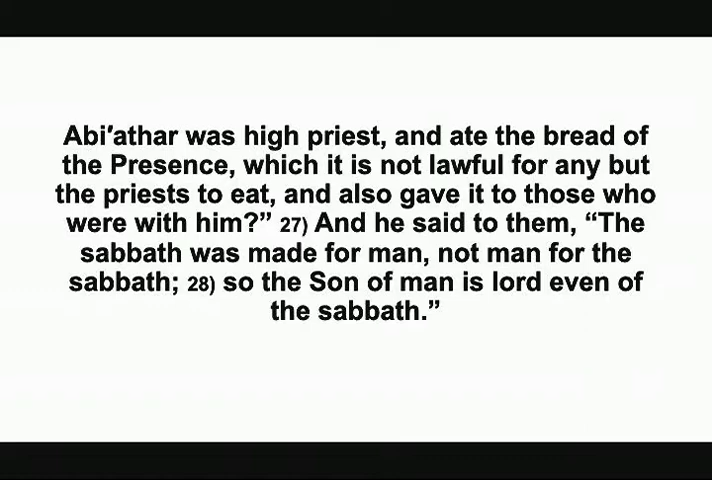 Abi′athar was high priest, and ate the bread of
the Presence, which it is not lawful for any but
the priests to eat, and also gave it to those who
were with him?” 27) And he said to them, “The
sabbath was made for man, not man for the
sabbath; 28) so the Son of man is lord even of
the sabbath.”